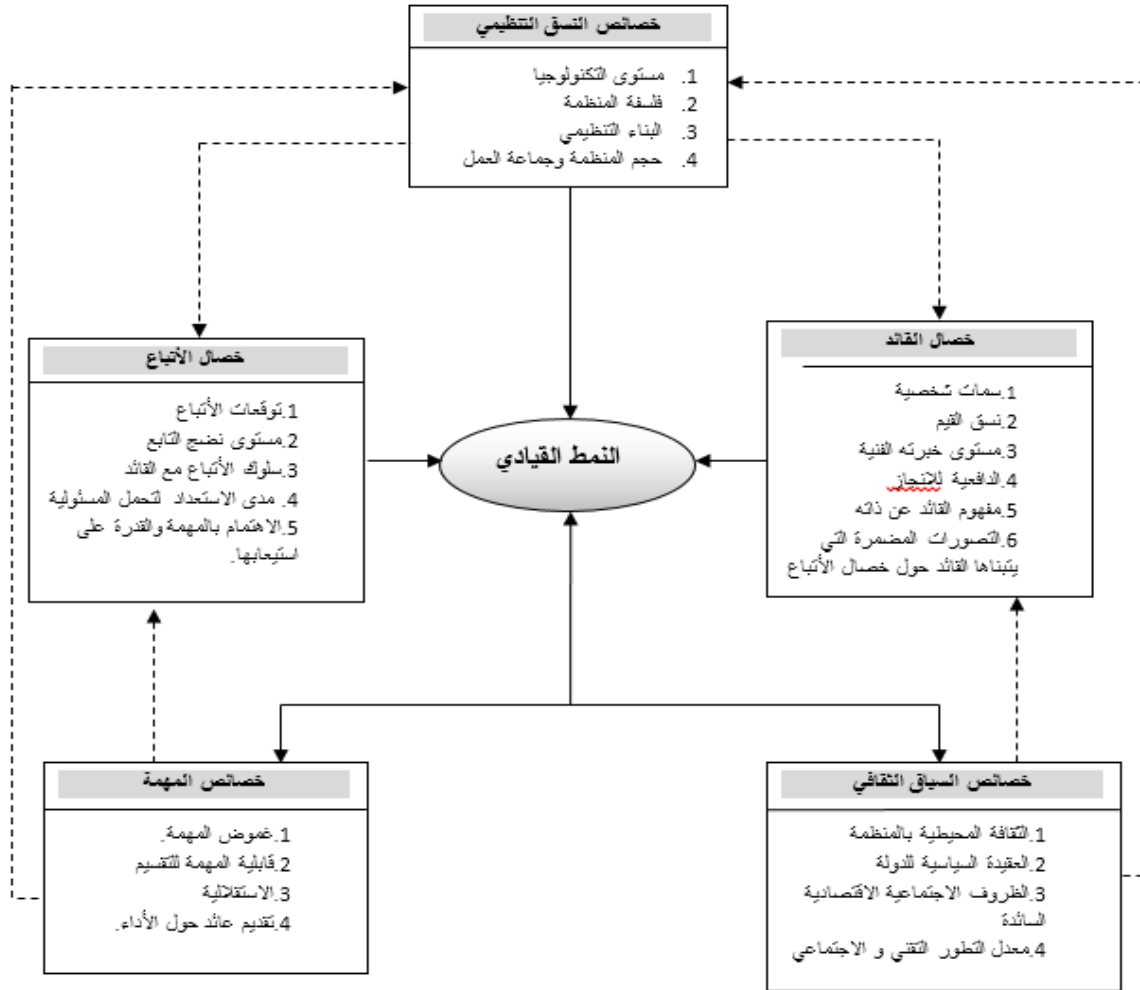 خصائص النسق التنظيمي
1. مستوى التكنولوجيا
2. فلسفة المنظمة
3. البناء التنظيمي
4. حجم المنظمة وجماعة العمل
خصال القائد
1.سمات شخصية
2.نسق القيم
3.مستوى خبرته الفنية
4.الدافعية للانجاز
5.مفهوم القائد عن ذاته
6.التصورات المضمرة التي
يتبناها القائد حول خصال الأتباع
خصال الأتباع
1.توقعات الأتباع
2.مستوى نضج التابع
3.سلوك الأتباع مع القائد
4. مدى الاستعداد لتحمل المسئولية
5.الاهتمام بالمهمة والقدرة على
استيعابها.
النمط القيادي
خصائص السياق الثقافي
1.الثقافة المحيطية بالمنظمة
2.العقيدة السياسية للدولة
3.الظروف الاجتماعية الاقتصادية
السائدة
4.معدل التطور التقني و الاجتماعي
خصائص المهمة
1.غموض المهمة.
2.قابلية المهمة للتقسيم
3.الاستقلالية
4.تقديم عائد حول الأداء.